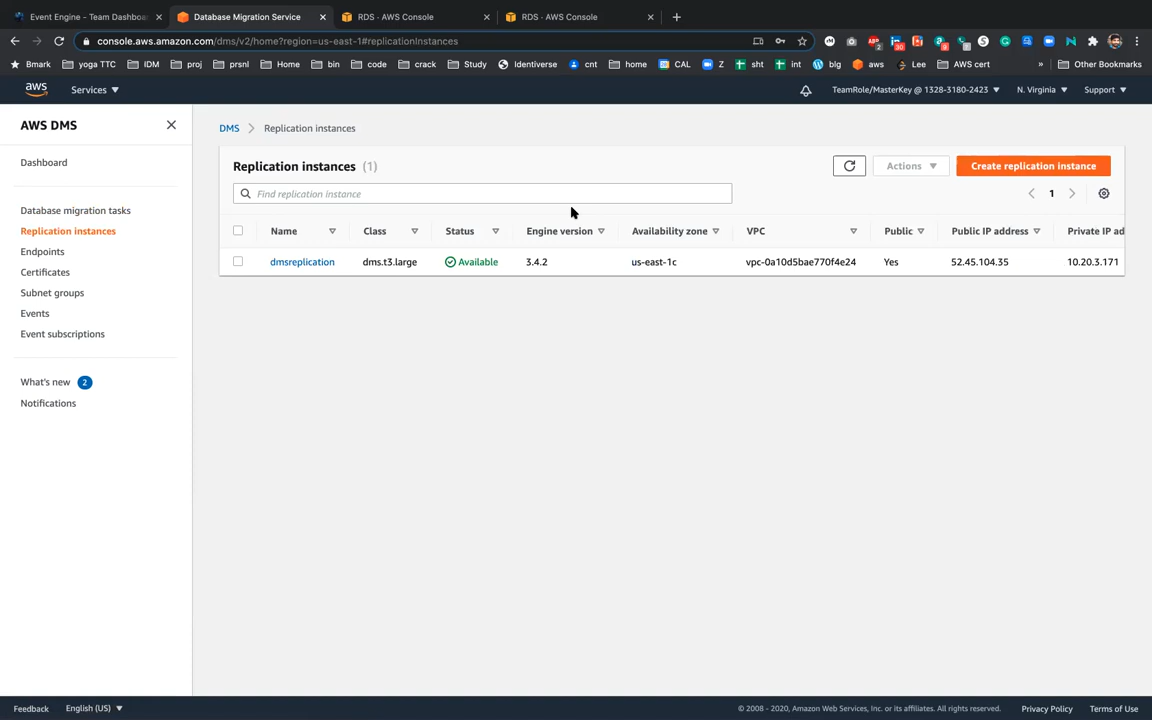 Event Engine - Team Dashboa
Database Migration Service
RDS · AWS Console
RDS · AWS Console
console.aws.amazon.com/dms/v2/home?region=us-east-1#replicationInstances
Bmark yoga TTC IDM proj prsnl Home bin code crack Study Identiverse cnt home CAL Z sht int blg aws Lee AWS cert » Other Bookmarks
aws Services TeamRole/MasterKey @ 1328-3180-2423 N. Virginia Support
AWS DMS
Dashboard
Database migration tasks
Replication instances
Endpoints
Certificates
Subnet groups
Events
Event subscriptions
What's new 2
Notifications
DMS Replication instances
Replication instances (1)
Actions Create replication instance
Find replication instance
1
Name Class Status Engine version Availability zone VPC Public Public IP address Private IP ad
dmsreplication dms.t3.large Available 3.4.2 us-east-1c vpc-0a10d5bae770f4e24 Yes 52.45.104.35 10.20.3.171
Feedback English (US) © 2008 - 2020, Amazon Web Services, Inc. or its affiliates. All rights reserved. Privacy Policy Terms of Use